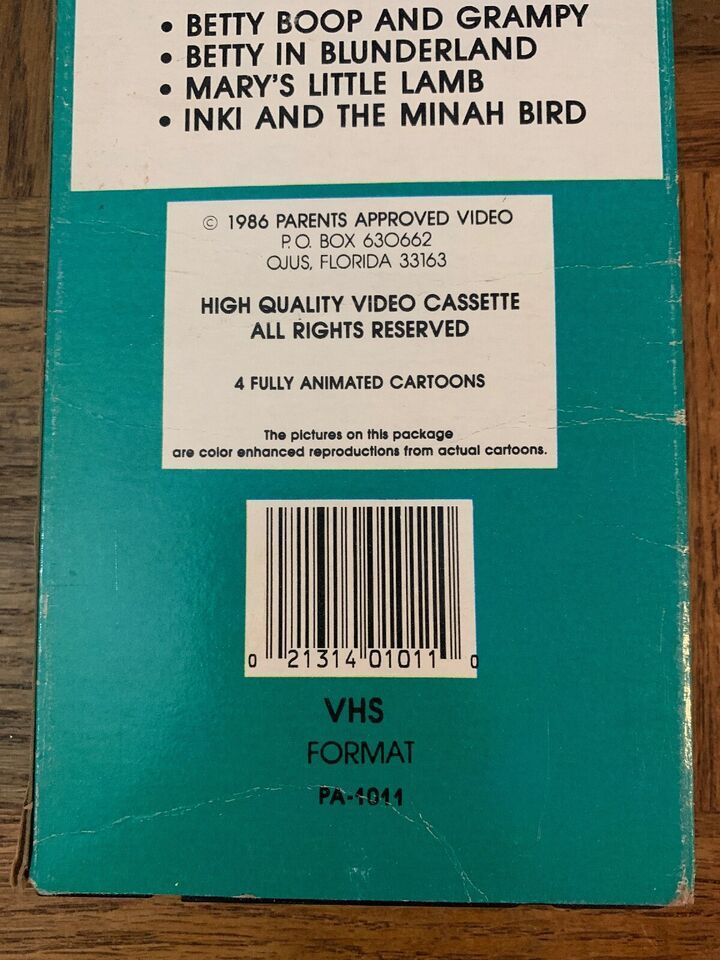 • BETTY BOOP AND GRAMPY
• BETTY IN BLUNDERLAND
• MARY'S LITTLE LAMB
• INKI AND THE MINAH BIRD
© 1986 PARENTS APPROVED VIDEO
P.O. BOX 630662
OJUS, FLORIDA 33163
HIGH QUALITY VIDEO CASSETTE
ALL RIGHTS RESERVED
4 FULLY ANIMATED CARTOONS
The pictures on this package
are color enhanced reproductions from actual cartoons.
0 21314 01011 0
VHS
FORMAT
PA-1011